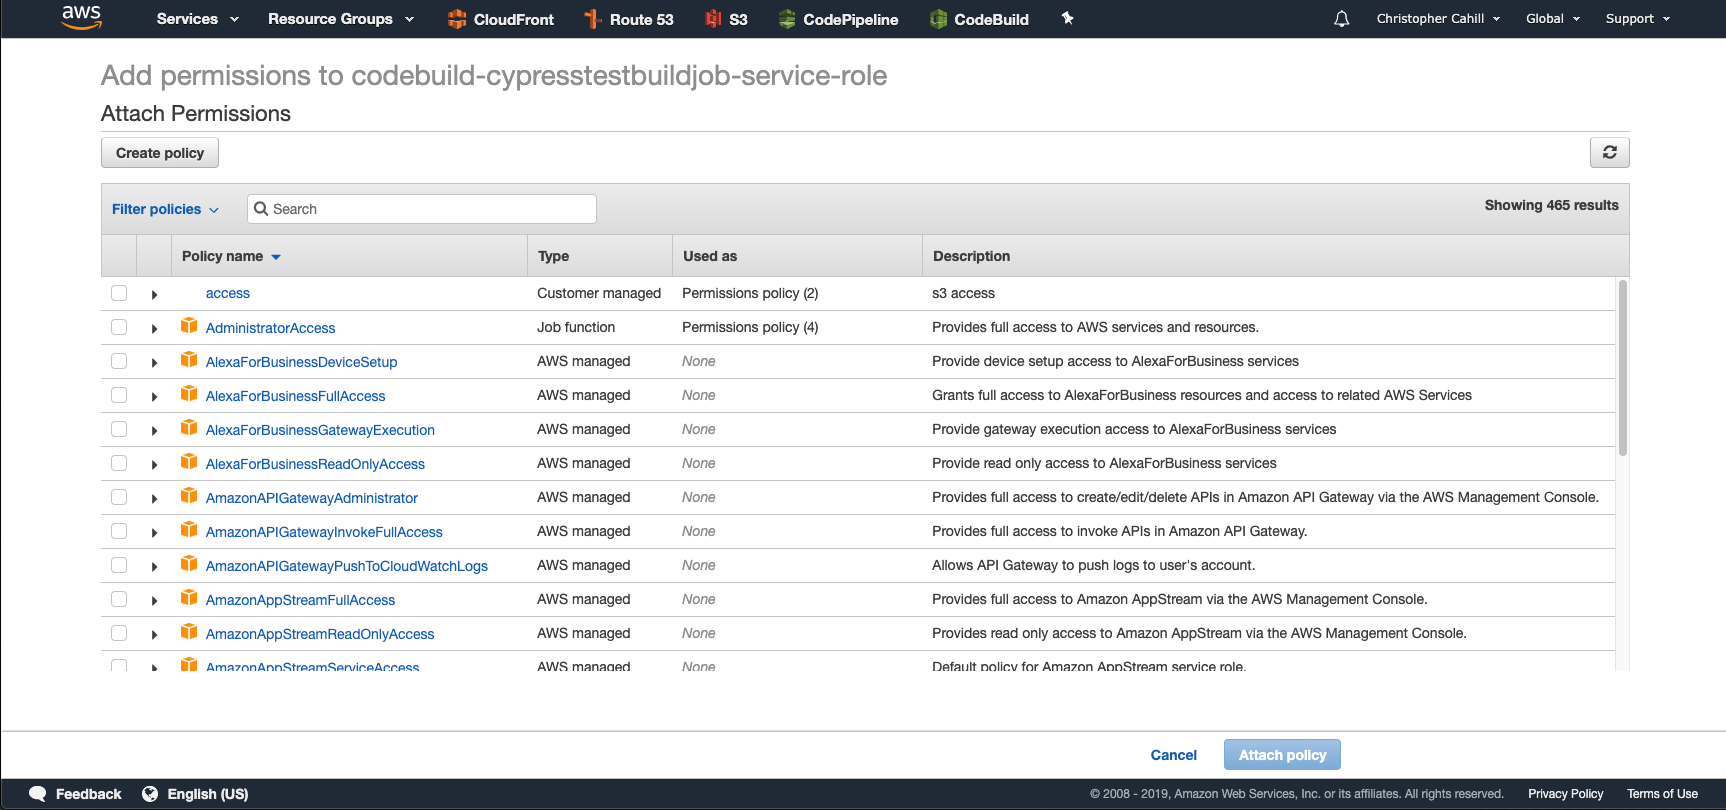 aws Services Resource Groups CloudFront Route 53 S3 CodePipeline CodeBuild Christopher Cahill Global Support
Add permissions to codebuild-cypresstestbuildjob-service-role
Attach Permissions
Create policy
Filter policies Search Showing 465 results
Policy name Type Used as Description
access Customer managed Permissions policy (2) s3 access
AdministratorAccess Job function Permissions policy (4) Provides full access to AWS services and resources.
AlexaForBusinessDeviceSetup AWS managed None Provide device setup access to AlexaForBusiness services
AlexaForBusinessFullAccess AWS managed None Grants full access to AlexaForBusiness resources and access to related AWS Services
AlexaForBusinessGatewayExecution AWS managed None Provide gateway execution access to AlexaForBusiness services
AlexaForBusinessReadOnlyAccess AWS managed None Provide read only access to AlexaForBusiness services
AmazonAPIGatewayAdministrator AWS managed None Provides full access to create/edit/delete APIs in Amazon API Gateway via the AWS Management Console.
AmazonAPIGatewayInvokeFullAccess AWS managed None Provides full access to invoke APIs in Amazon API Gateway.
AmazonAPIGatewayPushToCloudWatchLogs AWS managed None Allows API Gateway to push logs to user's account.
AmazonAppStreamFullAccess AWS managed None Provides full access to Amazon AppStream via the AWS Management Console.
AmazonAppStreamReadOnlyAccess AWS managed None Provides read only access to Amazon AppStream via the AWS Management Console.
AmazonAppStreamServiceAccess AWS managed None Default policy for Amazon AppStream service role.
Cancel Attach policy
Feedback English (US) © 2008 - 2019, Amazon Web Services, Inc. or its affiliates. All rights reserved. Privacy Policy Terms of Use